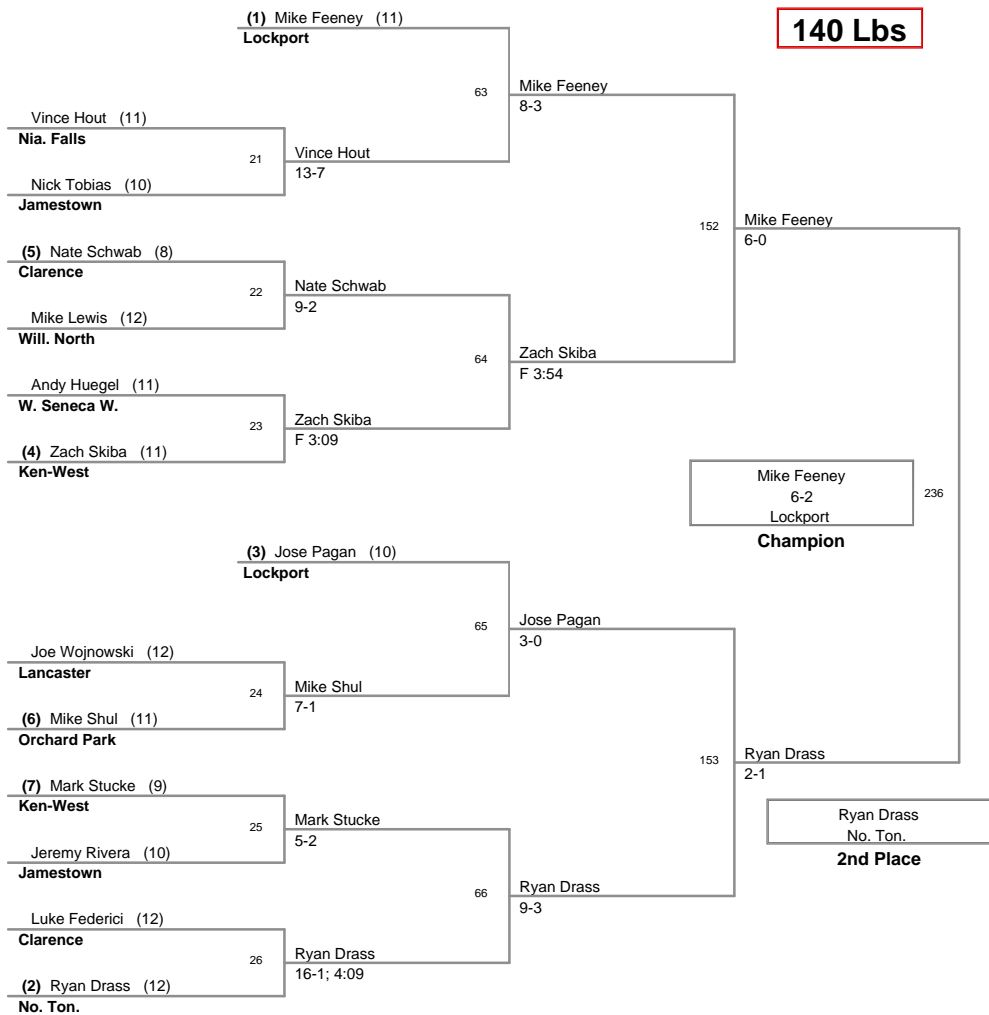 140 Lbs
(1) Mike Feeney (11)
Lockport
63
Mike Feeney
8-3
Vince Hout (11)
Nia. Falls
21
Vince Hout
13-7
Nick Tobias (10)
Jamestown
152
Mike Feeney
6-0
(5) Nate Schwab (8)
Clarence
22
Nate Schwab
9-2
Mike Lewis (12)
Will. North
64
Zach Skiba
F 3:54
Andy Huegel (11)
W. Seneca W.
23
Zach Skiba
F 3:09
(4) Zach Skiba (11)
Ken-West
Mike Feeney
6-2
Lockport
236
Champion
(3) Jose Pagan (10)
Lockport
65
Jose Pagan
3-0
Joe Wojnowski (12)
Lancaster
24
Mike Shul
7-1
(6) Mike Shul (11)
Orchard Park
153
Ryan Drass
2-1
(7) Mark Stucke (9)
Ken-West
25
Mark Stucke
5-2
Jeremy Rivera (10)
Jamestown
Ryan Drass
No. Ton.
2nd Place
66
Ryan Drass
9-3
Luke Federici (12)
Clarence
26
Ryan Drass
16-1; 4:09
(2) Ryan Drass (12)
No. Ton.